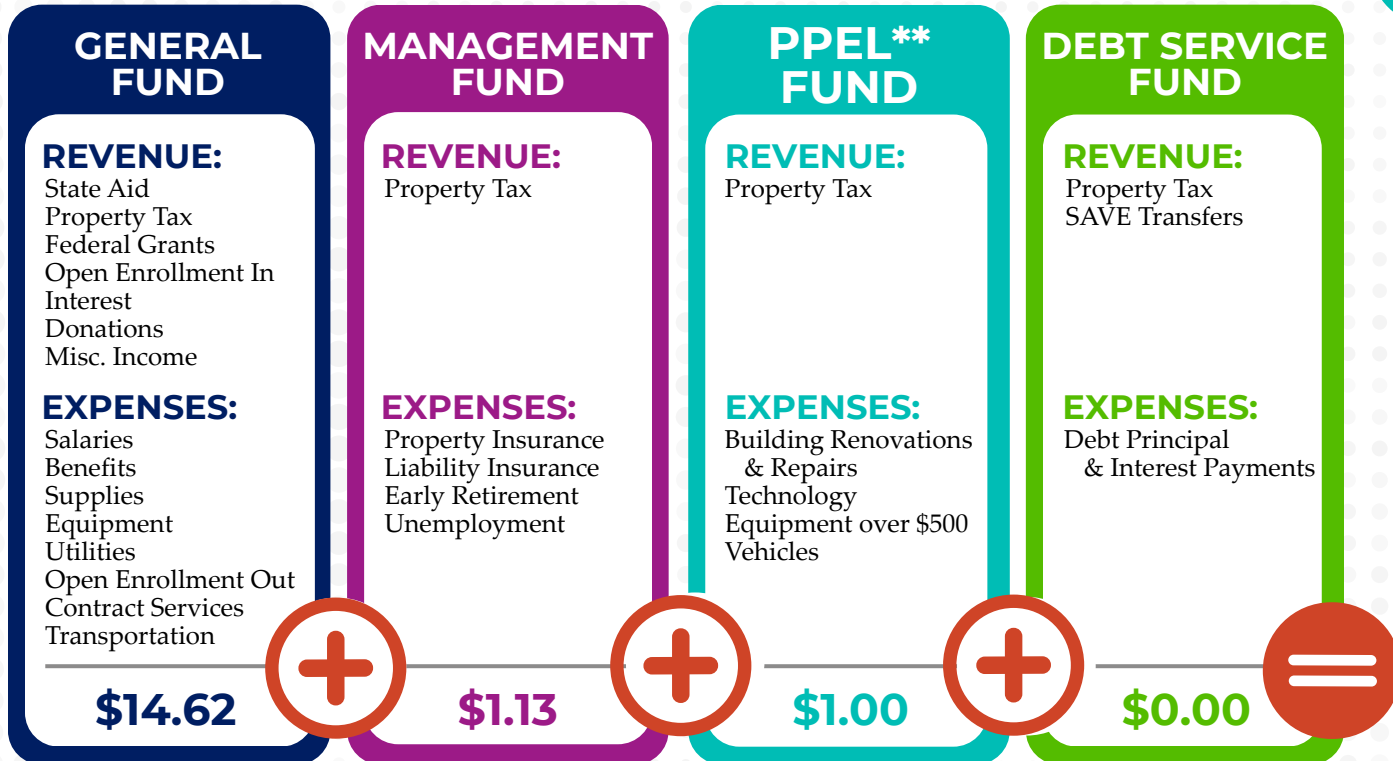 GENERAL
FUND
REVENUE:
State Aid
Property Tax
Federal Grants
Open Enrollment In
Interest
Donations
Misc. Income
EXPENSES:
Salaries
Benefits
Supplies
Equipment
Utilities
Open Enrollment Out
Contract Services
Transportation
$14.62
+
MANAGEMENT
FUND
REVENUE:
Property Tax
EXPENSES:
Property Insurance
Liability Insurance
Early Retirement
Unemployment
$1.13
+
PPEL**
FUND
REVENUE:
Property Tax
EXPENSES:
Building Renovations
& Repairs
Technology
Equipment over $500
Vehicles
$1.00
+
DEBT SERVICE
FUND
REVENUE:
Property Tax
SAVE Transfers
EXPENSES:
Debt Principal
& Interest Payments
$0.00
=